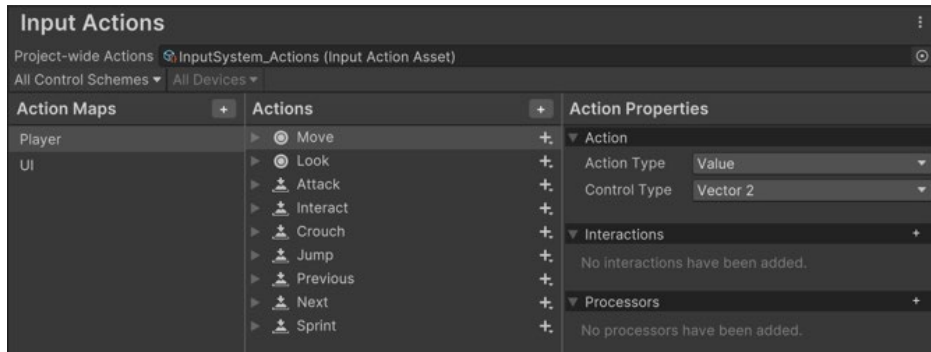 Input Actions
Project-wide Actions InputSystem_Actions (Input Action Asset)
All Control Schemes All Devices
Action Maps +
Player
UI
Actions +
Move
Look
Attack
Interact
Crouch
Jump
Previous
Next
Sprint
Action Properties
Action
Action Type Value
Control Type Vector 2
Interactions +
No interactions have been added.
Processors +
No processors have been added.